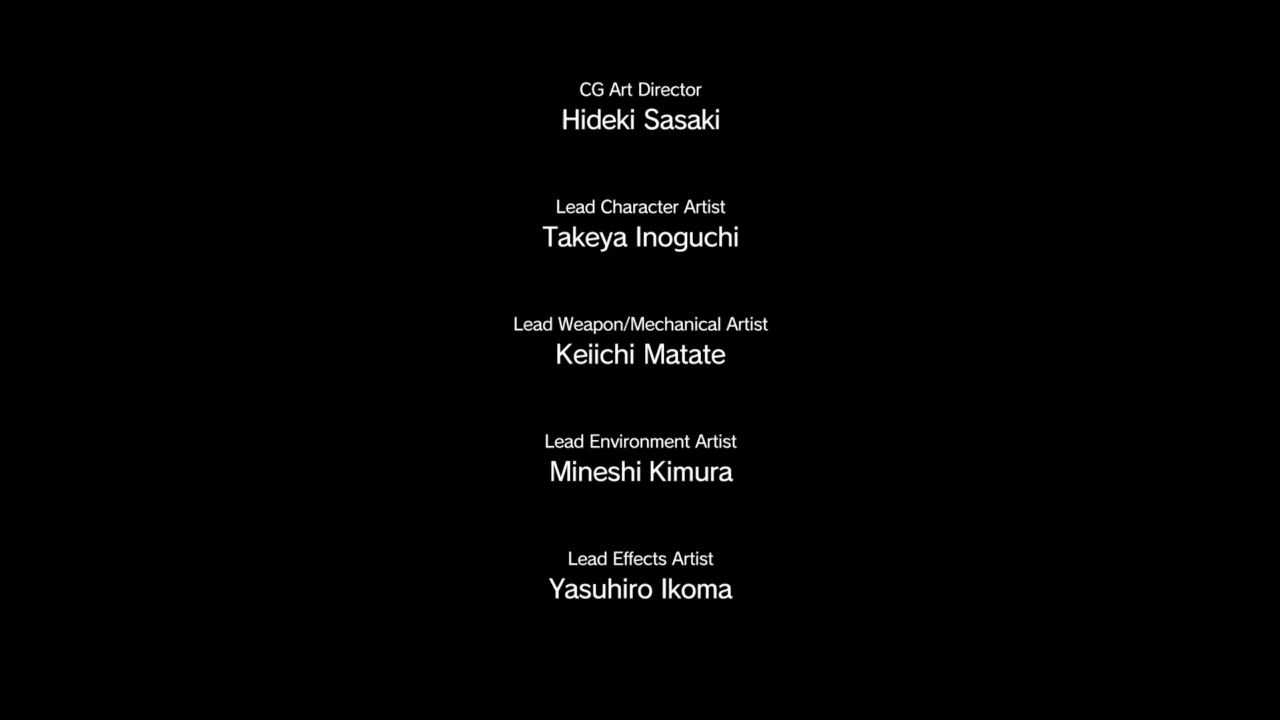 CG Art Director
Hideki Sasaki
Lead Character Artist
Takeya Inoguchi
Lead Weapon/Mechanical Artist
Keiichi Matate
Lead Environment Artist
Mineshi Kimura
Lead Effects Artist
Yasuhiro Ikoma